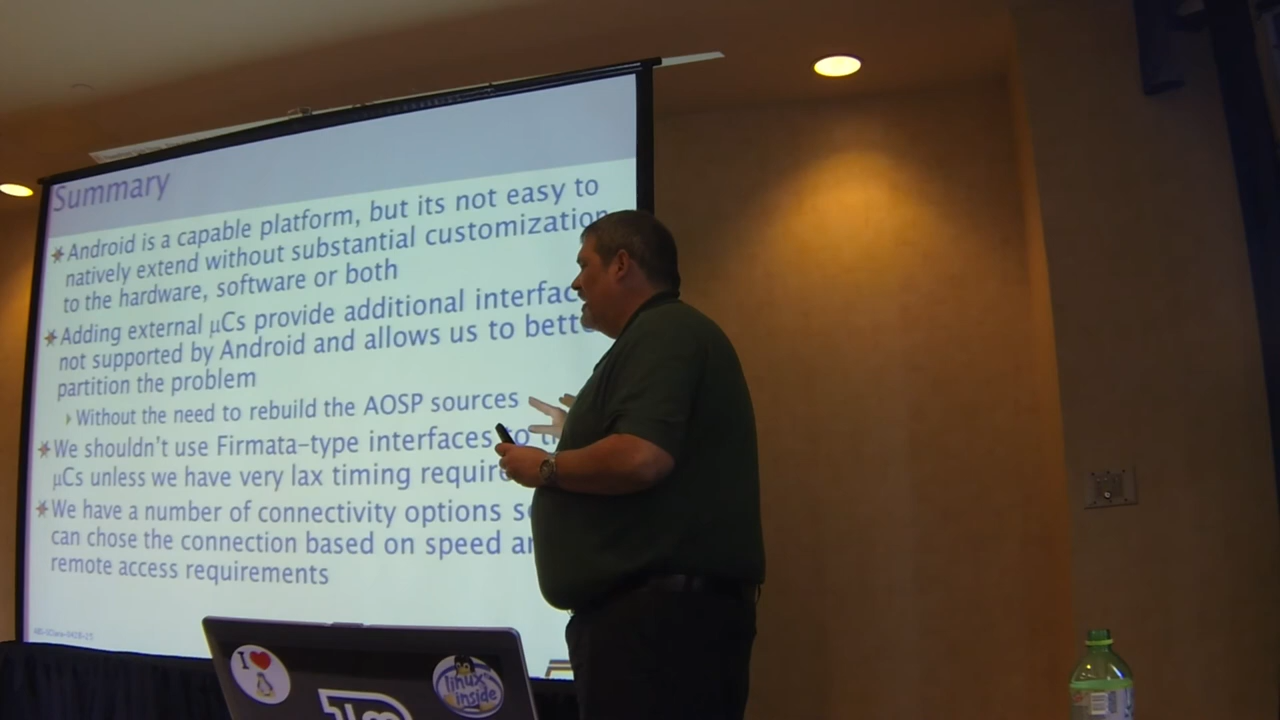 Summary
Android is a capable platform, but its not easy to
natively extend without substantial customization
to the hardware, software or both
Adding external μCs provide additional
not supported by Android and allows us to
partition the problem
Without the need to rebuild the AOSP sources
We shouldn't use Firmata-type interfaces to
μCs unless we have very lax timing
We have a number of connectivity options
can chose the connection based on speed
remote access requirements
I
linux
inside